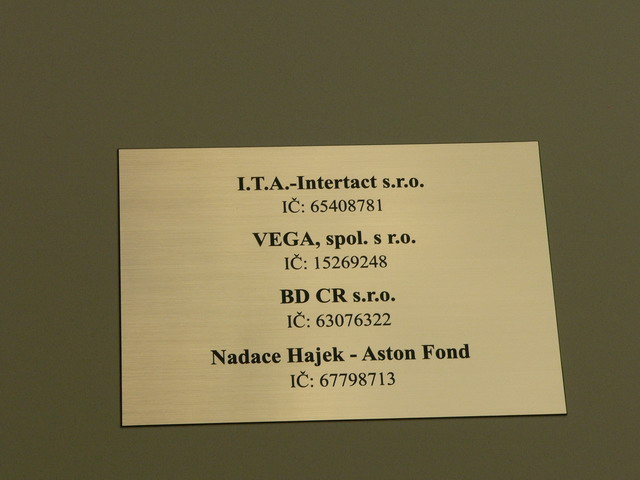 I.T.A.-Intertact s.r.o.
IČ: 65408781
VEGA, spol. s r.o.
IČ: 15269248
BD CR s.r.o.
IČ: 63076322
Nadace Hajek - Aston Fond
IČ: 67798713